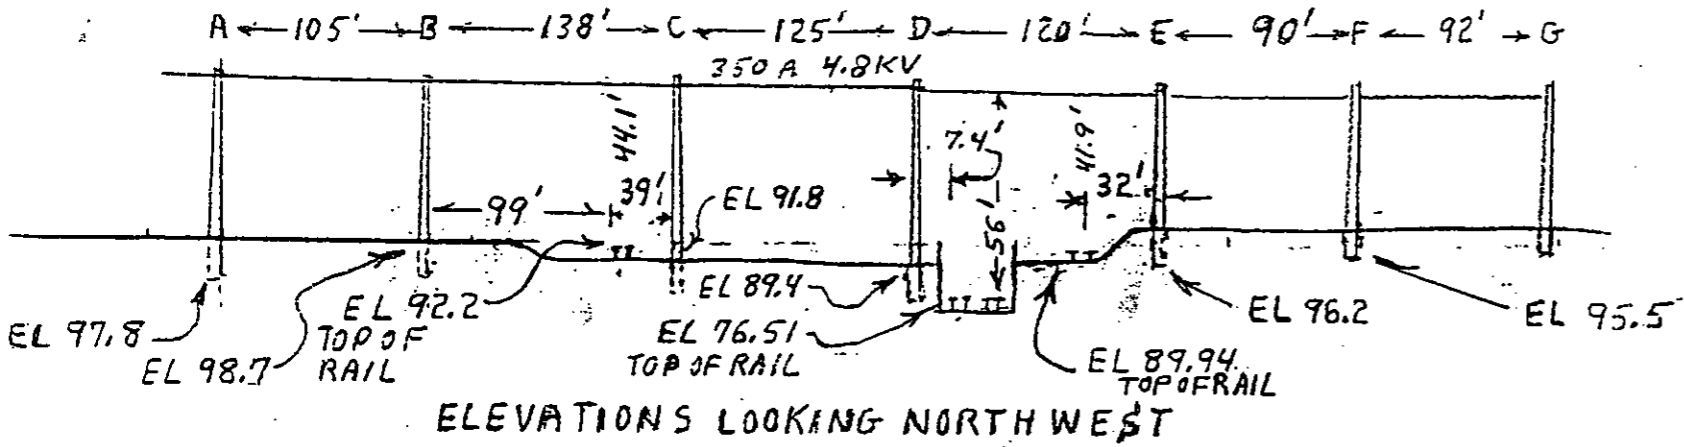 A 105' B 138' C 125' D 120' E 90' F 92' G
350 A 4.8KV
44.1'
7.4'
41.9'
39'
32'
99'
EL 91.8
56'
EL 92.2
TOP OF
RAIL
EL 89.4
EL 96.2
EL 95.5
EL 97.8
EL 98.7
EL 76.51
TOP OF RAIL
EL 89.94
TOP OF RAIL
ELEVATIONS LOOKING NORTHWEST